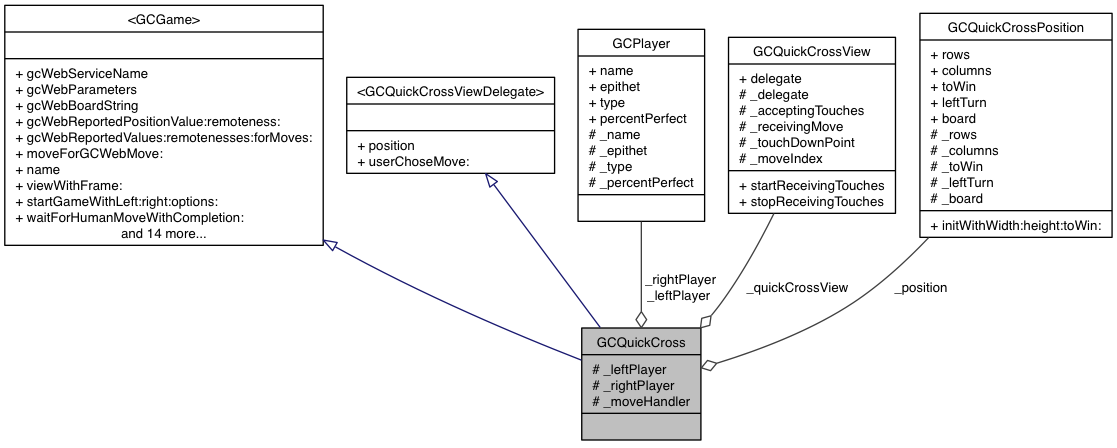 <GCGame>
+ gcWebServiceName
+ gcWebParameters
+ gcWebBoardString
+ gcWebReportedPositionValue:remoteness:
+ gcWebReportedValues:remotenesses:forMoves:
+ moveForGCWebMove:
+ name
+ viewWithFrame:
+ startGameWithLeft:right:options:
+ waitForHumanMoveWithCompletion:
and 14 more...
<GCQuickCrossViewDelegate>
+ position
+ userChoseMove:
GCPlayer
+ name
+ epithet
+ type
+ percentPerfect
# _name
# _epithet
# _type
# _percentPerfect
GCQuickCrossView
+ delegate
# _delegate
# _acceptingTouches
# _receivingMove
# _touchDownPoint
# _moveIndex
+ startReceivingTouches
+ stopReceivingTouches
GCQuickCrossPosition
+ rows
+ columns
+ toWin
+ leftTurn
+ board
# _rows
# _columns
# _toWin
# _leftTurn
# _board
+ initWithWidth:height:toWin:
_rightPlayer
_leftPlayer
_quickCrossView
_position
GCQuickCross
# _leftPlayer
# _rightPlayer
# _moveHandler